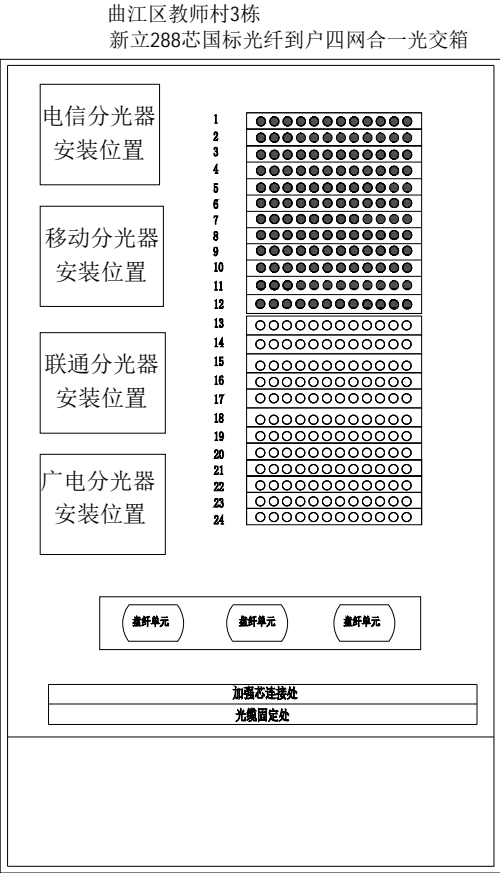 曲江区教师村3栋
新立288芯国标光纤到户四网合一光交箱
电信分光器
安装位置
移动分光器
安装位置
联通分光器
安装位置
广电分光器
安装位置
1
2
3
4
5
6
7
8
9
10
11
12
13
14
15
16
17
18
19
20
21
22
23
24
盘纤单元
盘纤单元
盘纤单元
加强芯连接处
光缆固定处